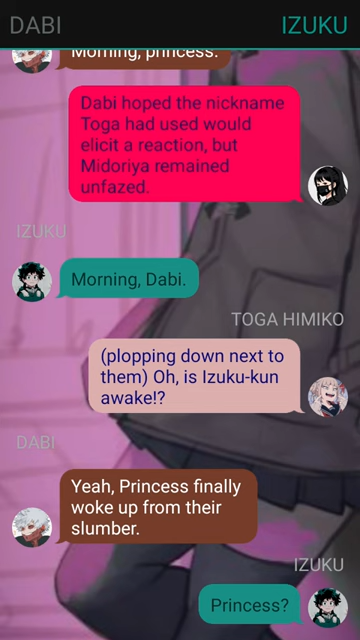 DABI
IZUKU
Morning, princess.
Dabi hoped the nickname
Toga had used would
elicit a reaction, but
Midoriya remained
unfazed.
IZUKU
Morning, Dabi.
TOGA HIMIKO
(plopping down next to
them) Oh, is Izuku-kun
awake!?
DABI
Yeah, Princess finally
woke up from their
slumber.
IZUKU
Princess?